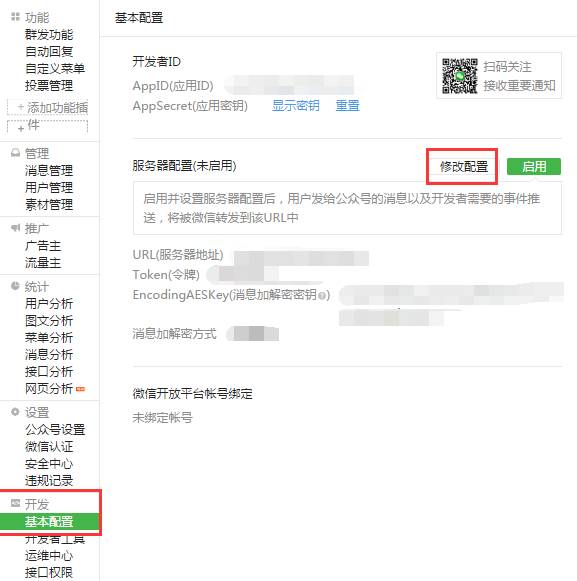 功能
群发功能
自动回复
自定义菜单
投票管理
+ 添加功能插
+ 件
管理
消息管理
用户管理
素材管理
推广
广告主
流量主
统计
用户分析
图文分析
菜单分析
消息分析
接口分析
网页分析
设置
公众号设置
微信认证
安全中心
违规记录
开发
基本配置
开发者工具
运维中心
接口权限
基本配置
开发者ID
AppID(应用ID)
AppSecret(应用密钥) 显示密钥 重置
扫码关注
接收重要通知
服务器配置(未启用) 修改配置 启用
启用并设置服务器配置后，用户发给公众号的消息以及开发者需要的事件推
送，将被微信转发到该URL中
URL(服务器地址)
Token(令牌)
EncodingAESKey(消息加解密密钥)
消息加解密方式
微信开放平台帐号绑定
未绑定帐号